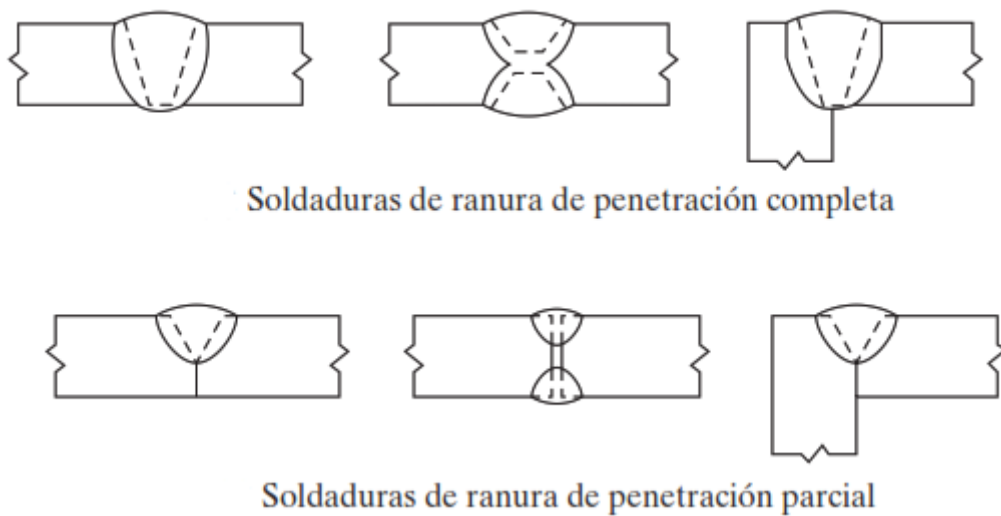 Soldaduras de ranura de penetración completa
Soldaduras de ranura de penetración parcial